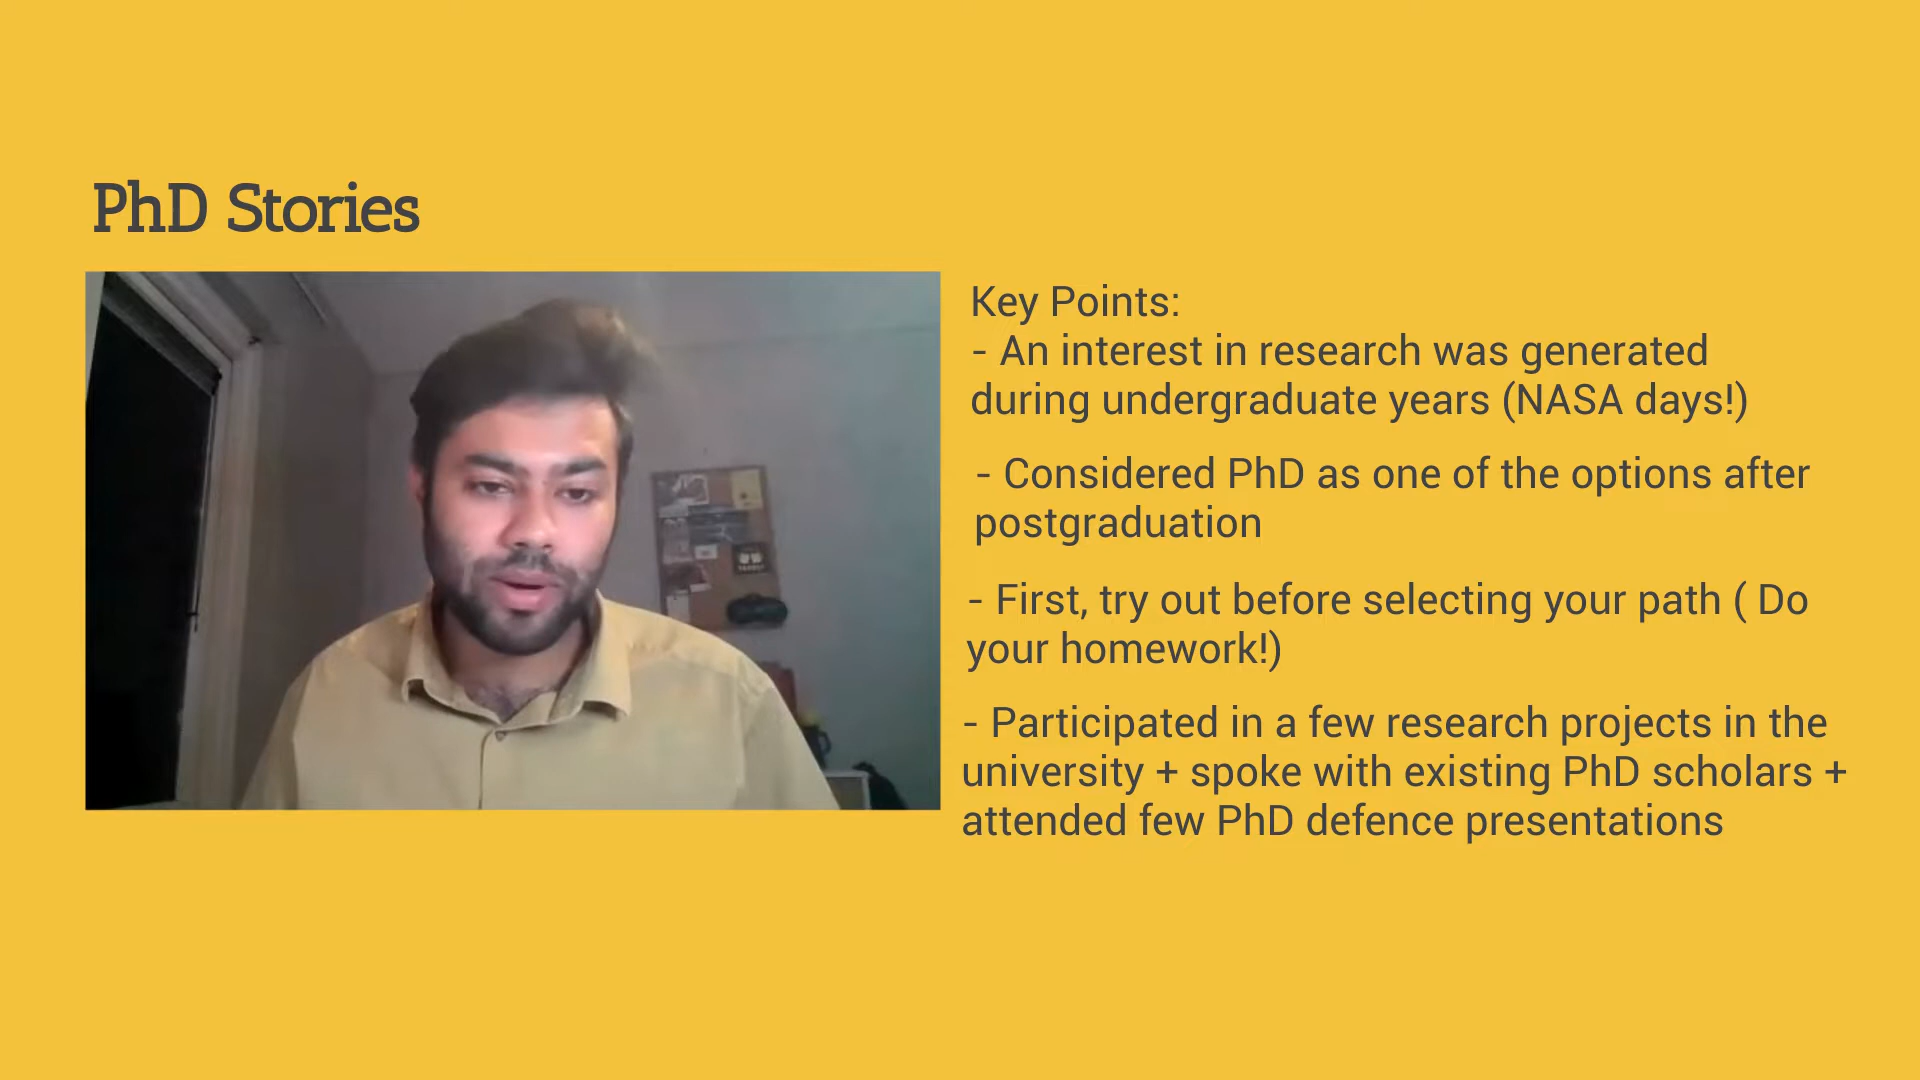 PhD Stories
Key Points:
- An interest in research was generated
during undergraduate years (NASA days!)
- Considered PhD as one of the options after
postgraduation
- First, try out before selecting your path ( Do
your homework!)
- Participated in a few research projects in the
university + spoke with existing PhD scholars +
attended few PhD defence presentations